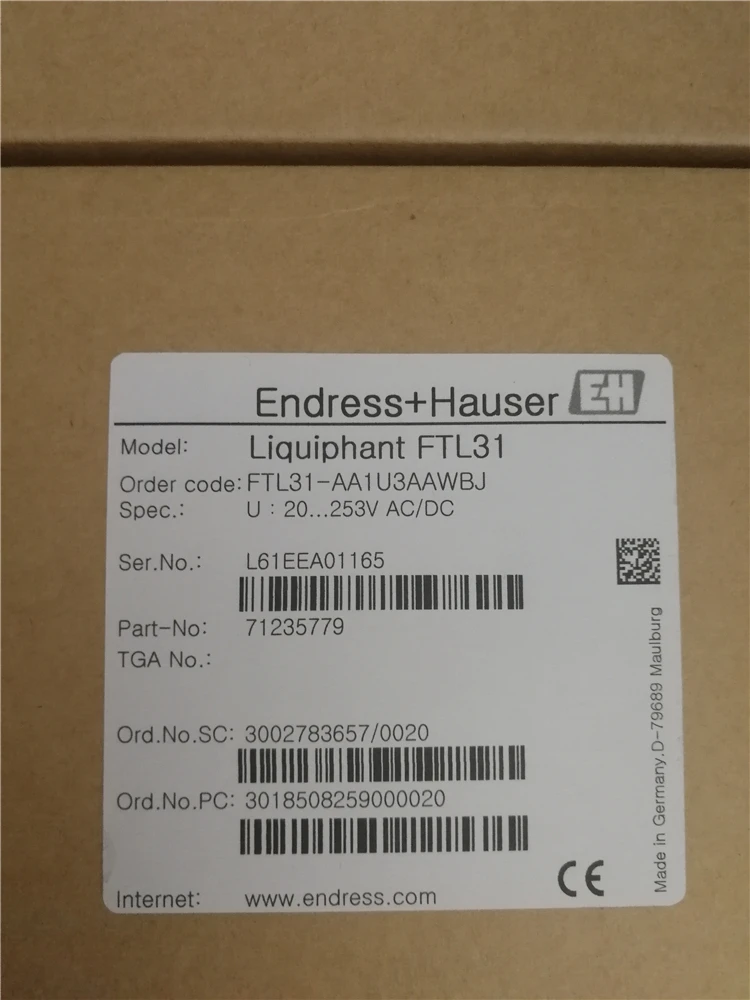 Endress+Hauser EH
Model: Liquiphant FTL31
Order code: FTL31-AA1U3AAWBJ
Spec.: U : 20...253V AC/DC
Ser.No.: L61EEA01165
Part-No: 71235779
TGA No.:
Ord.No.SC: 3002783657/0020
Ord.No.PC: 3018508259000020
Internet: www.endress.com
CE
Made in Germany.D-79689 Maulburg